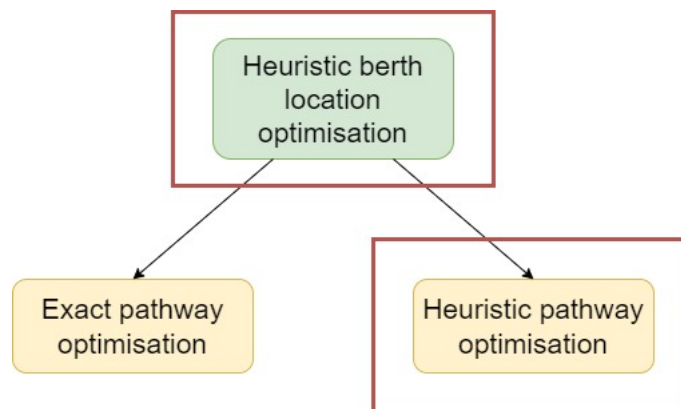 Heuristic berth
location
optimisation
Exact pathway
optimisation
Heuristic pathway
optimisation